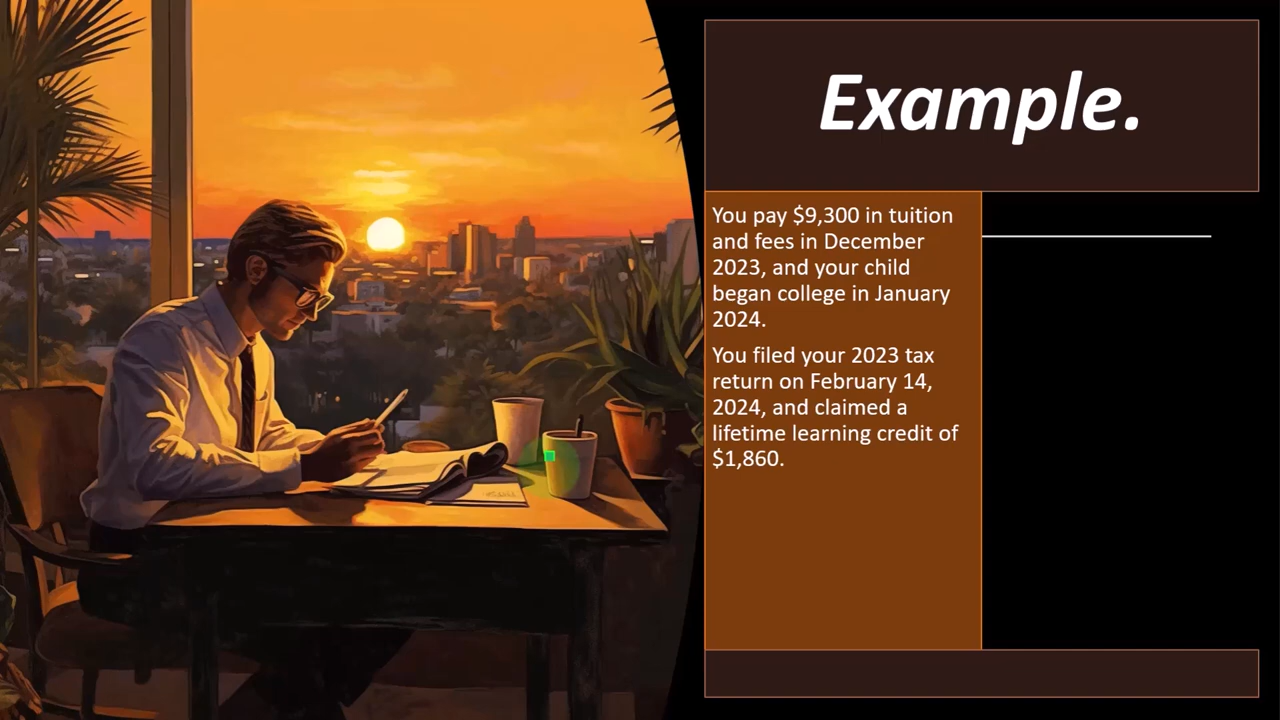 Example.
You pay $9,300 in tuition
and fees in December
2023, and your child
began college in January
2024.
You filed your 2023 tax
return on February 14,
2024, and claimed a
lifetime learning credit of
$1,860.